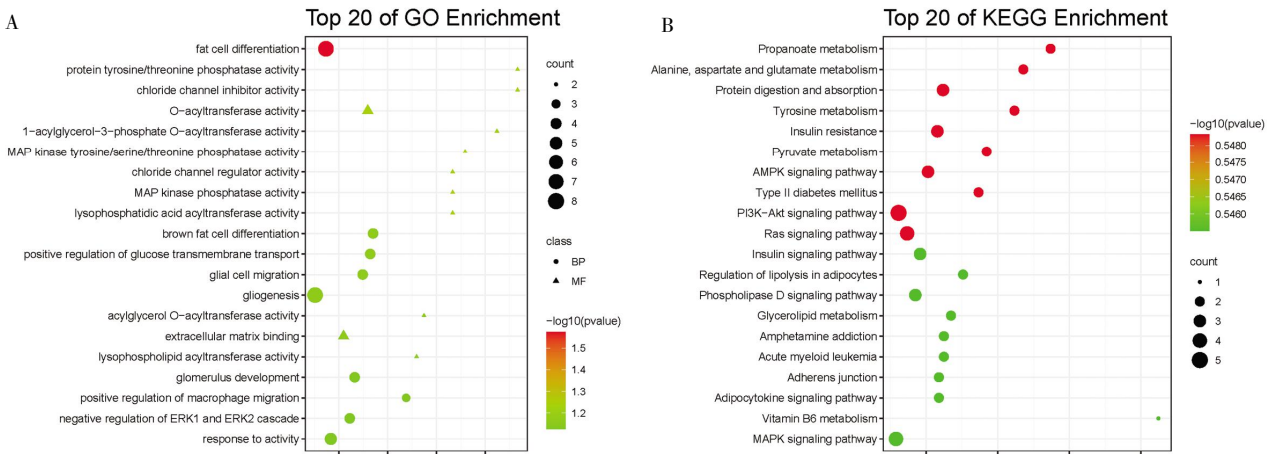 A
Top 20 of GO Enrichment
fat cell differentiation
protein tyrosine/threonine phosphatase activity
chloride channel inhibitor activity
O−acyltransferase activity
1−acylglycerol−3−phosphate O−acyltransferase activity
MAP kinase tyrosine/serine/threonine phosphatase activity
chloride channel regulator activity
MAP kinase phosphatase activity
lysophosphatidic acid acyltransferase activity
brown fat cell differentiation
positive regulation of glucose transmembrane transport
glial cell migration
gliogenesis
acylglycerol O−acyltransferase activity
extracellular matrix binding
lysophospholipid acyltransferase activity
glomerulus development
positive regulation of macrophage migration
negative regulation of ERK1 and ERK2 cascade
response to activity
count
2
3
4
5
6
7
8
class
BP
MF
−log10(pvalue)
1.5
1.4
1.3
1.2
B
Top 20 of KEGG Enrichment
Propanoate metabolism
Alanine, aspartate and glutamate metabolism
Protein digestion and absorption
Tyrosine metabolism
Insulin resistance
Pyruvate metabolism
AMPK signaling pathway
Type II diabetes mellitus
PI3K−Akt signaling pathway
Ras signaling pathway
Insulin signaling pathway
Regulation of lipolysis in adipocytes
Phospholipase D signaling pathway
Glycerolipid metabolism
Amphetamine addiction
Acute myeloid leukemia
Adherens junction
Adipocytokine signaling pathway
Vitamin B6 metabolism
MAPK signaling pathway
−log10(pvalue)
0.5480
0.5475
0.5470
0.5465
0.5460
count
1
2
3
4
5